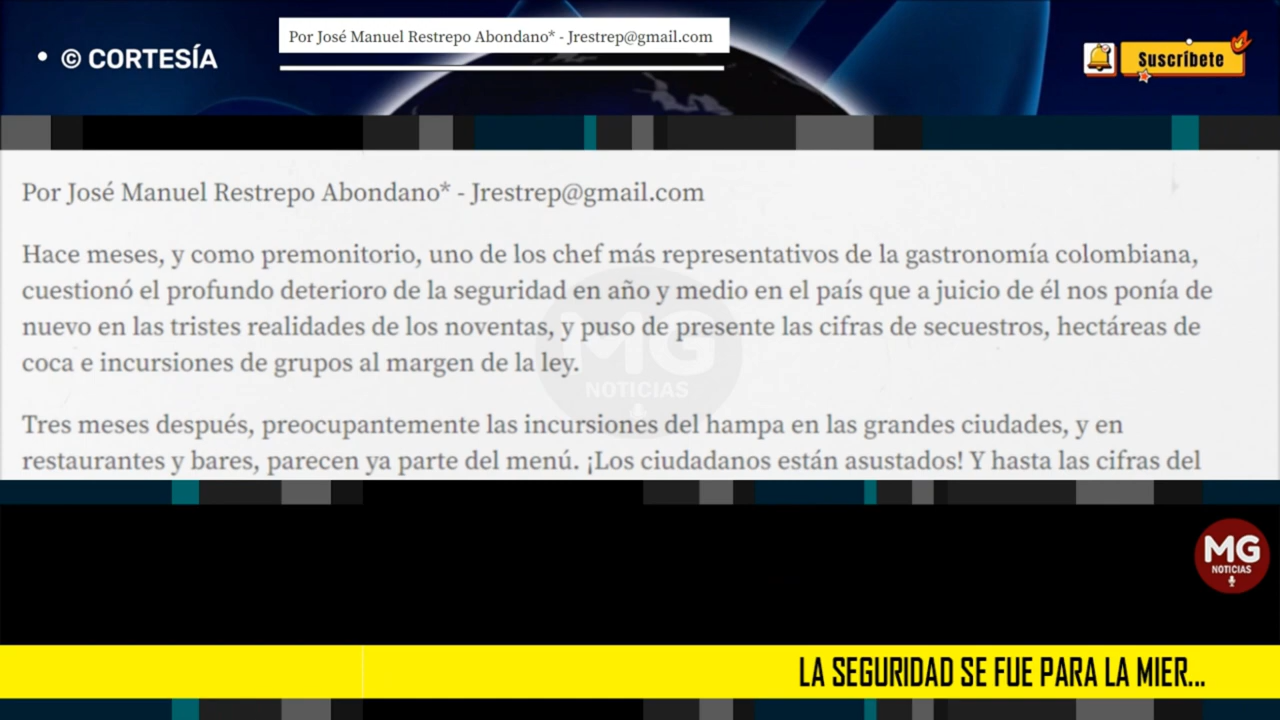 • © CORTESÍA
Por José Manuel Restrepo Abondano* - Jrestrep@gmail.com
Suscríbete
Por José Manuel Restrepo Abondano* - Jrestrep@gmail.com
Hace meses, y como premonitorio, uno de los chef más representativos de la gastronomía colombiana,
cuestionó el profundo deterioro de la seguridad en año y medio en el país que a juicio de él nos ponía de
nuevo en las tristes realidades de los noventas, y puso de presente las cifras de secuestros, hectáreas de
coca e incursiones de grupos al margen de la ley.
MG
NOTICIAS
Tres meses después, preocupantemente las incursiones del hampa en las grandes ciudades, y en
restaurantes y bares, parecen ya parte del menú. ¡Los ciudadanos están asustados! Y hasta las cifras del
MG
NOTICIAS
LA SEGURIDAD SE FUE PARA LA MIER...